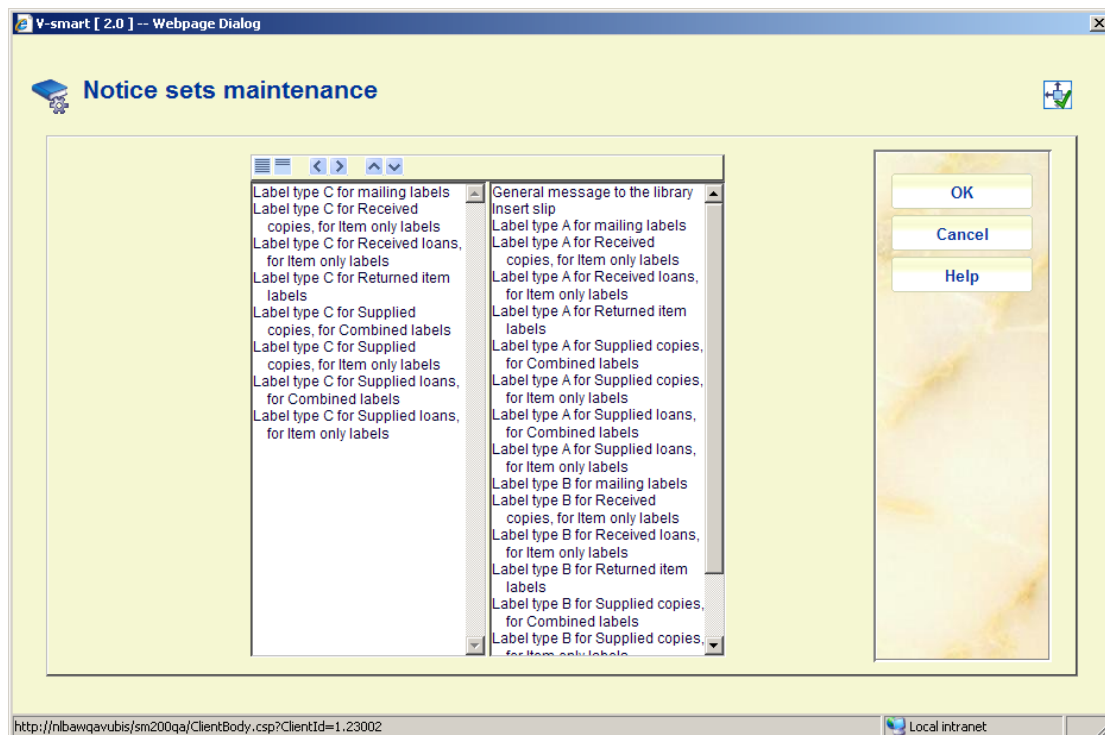 V-smart [ 2.0 ] -- Webpage Dialog
Notice sets maintenance
Label type C for mailing labels
Label type C for Received
copies, for Item only labels
Label type C for Received loans,
for Item only labels
Label type C for Returned item
labels
Label type C for Supplied
copies, for Combined labels
Label type C for Supplied
copies, for Item only labels
Label type C for Supplied loans,
for Combined labels
Label type C for Supplied loans,
for Item only labels
General message to the library
Insert slip
Label type A for mailing labels
Label type A for Received
copies, for Item only labels
Label type A for Received loans,
for Item only labels
Label type A for Returned item
labels
Label type A for Supplied copies,
for Combined labels
Label type A for Supplied copies,
for Item only labels
Label type A for Supplied loans,
for Combined labels
Label type A for Supplied loans,
for Item only labels
Label type B for mailing labels
Label type B for Received
copies, for Item only labels
Label type B for Received loans,
for Item only labels
Label type B for Returned item
labels
Label type B for Supplied copies,
for Combined labels
Label type B for Supplied copies,
for Item only labels
OK
Cancel
Help
http://nlbawqavubis/sm200qa/ClientBody.csp?ClientId=1.23002
Local intranet